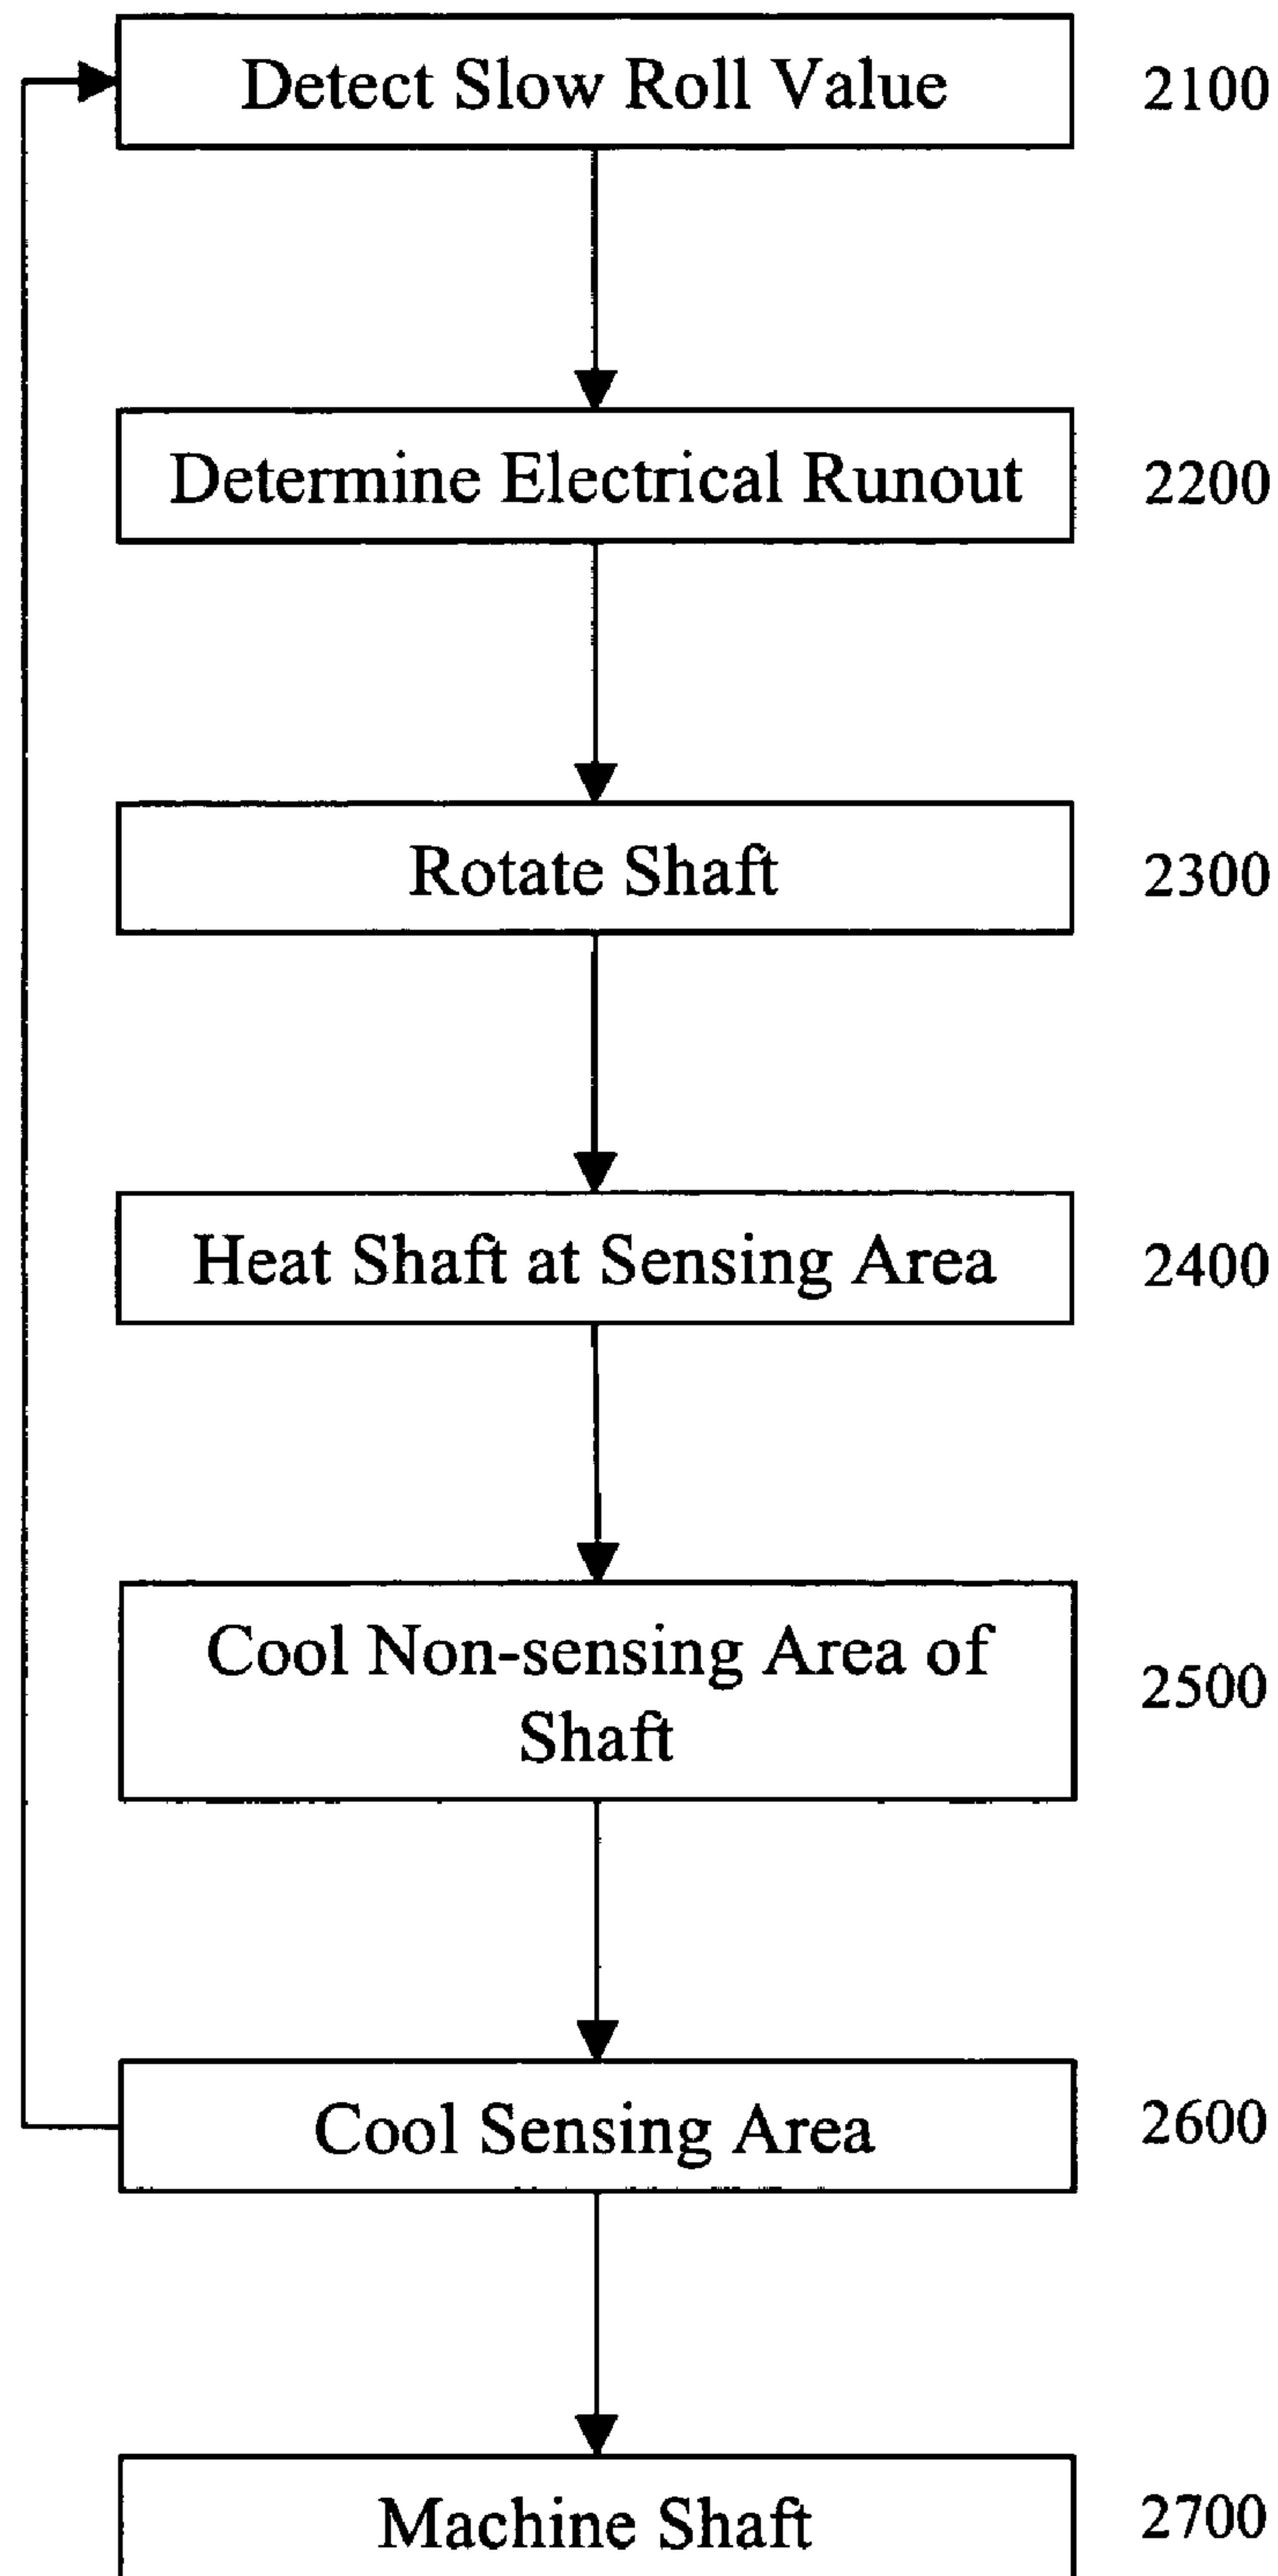 Detect Slow Roll Value 2100
Determine Electrical Runout 2200
Rotate Shaft 2300
Heat Shaft at Sensing Area 2400
Cool Non-sensing Area of
Shaft 2500
Cool Sensing Area 2600
Machine Shaft 2700